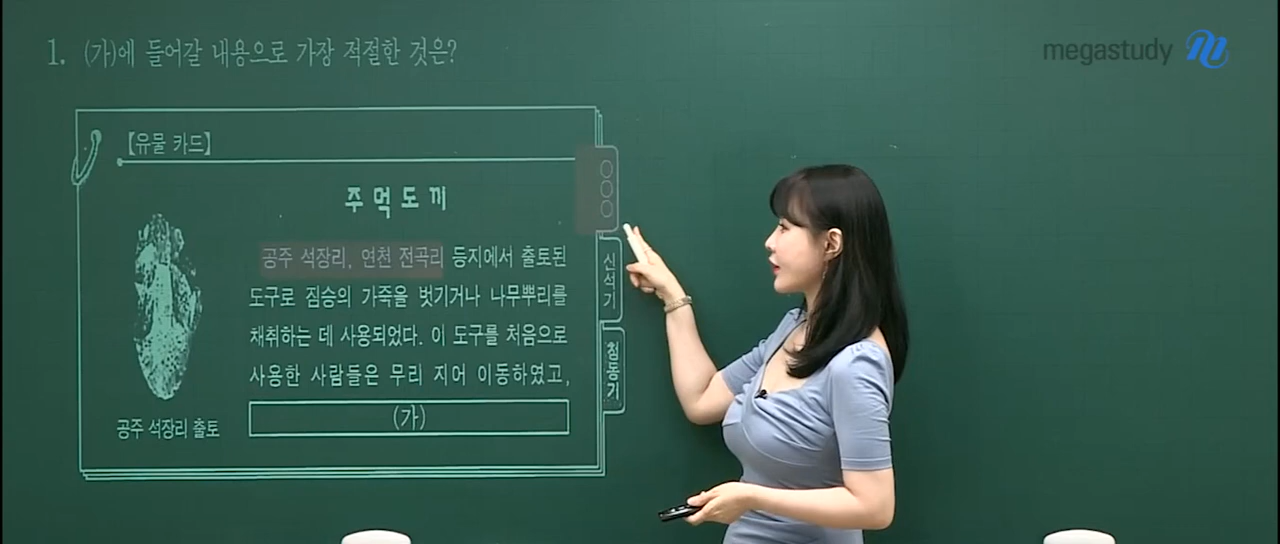 1. (가)에 들어갈 내용으로 가장 적절한 것은?
megastudy
【유물 카드】
주먹도끼
공주 석장리, 연천 전곡리 등지에서 출토된
도구로 짐승의 가죽을 벗기거나 나무뿌리를
채취하는 데 사용되었다. 이 도구를 처음으로
사용한 사람들은 무리 지어 이동하였고,
(가)
공주 석장리 출토
○○○
신석기
청동기